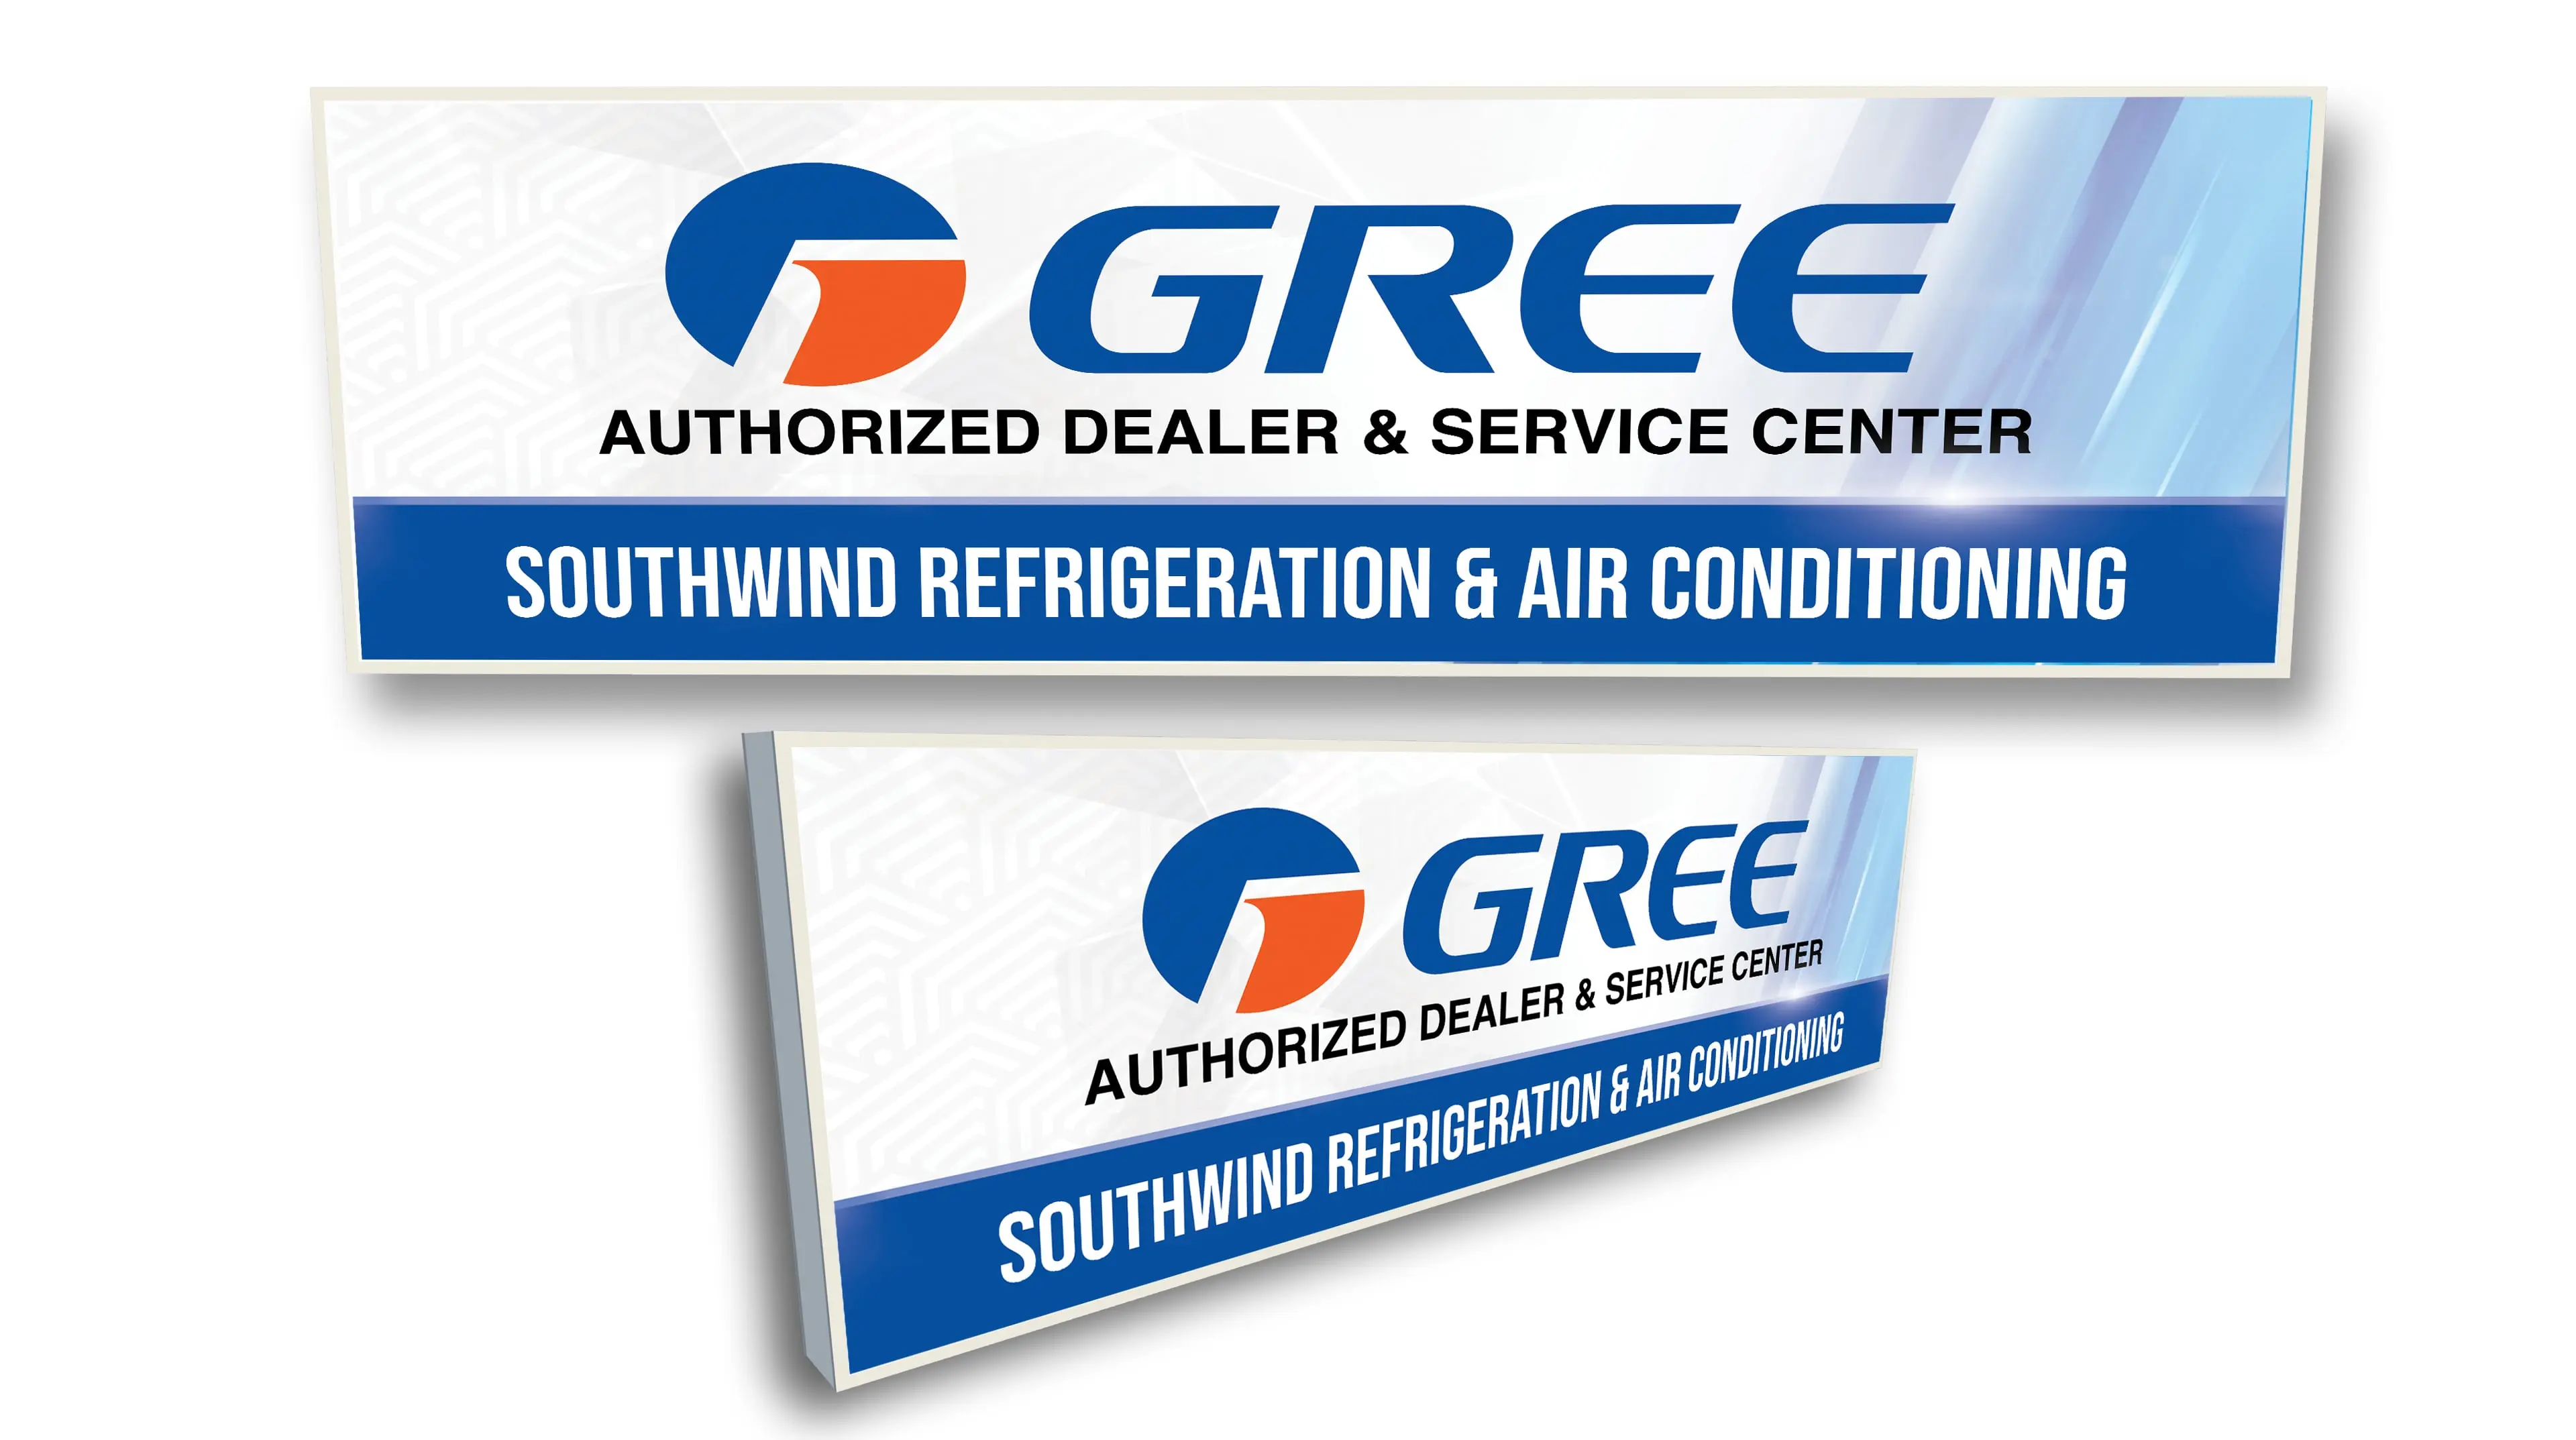 GREE
AUTHORIZED DEALER & SERVICE CENTER
SOUTHWIND REFRIGERATION & AIR CONDITIONING
GREE
AUTHORIZED DEALER & SERVICE CENTER
SOUTHWIND REFRIGERATION & AIR CONDITIONING